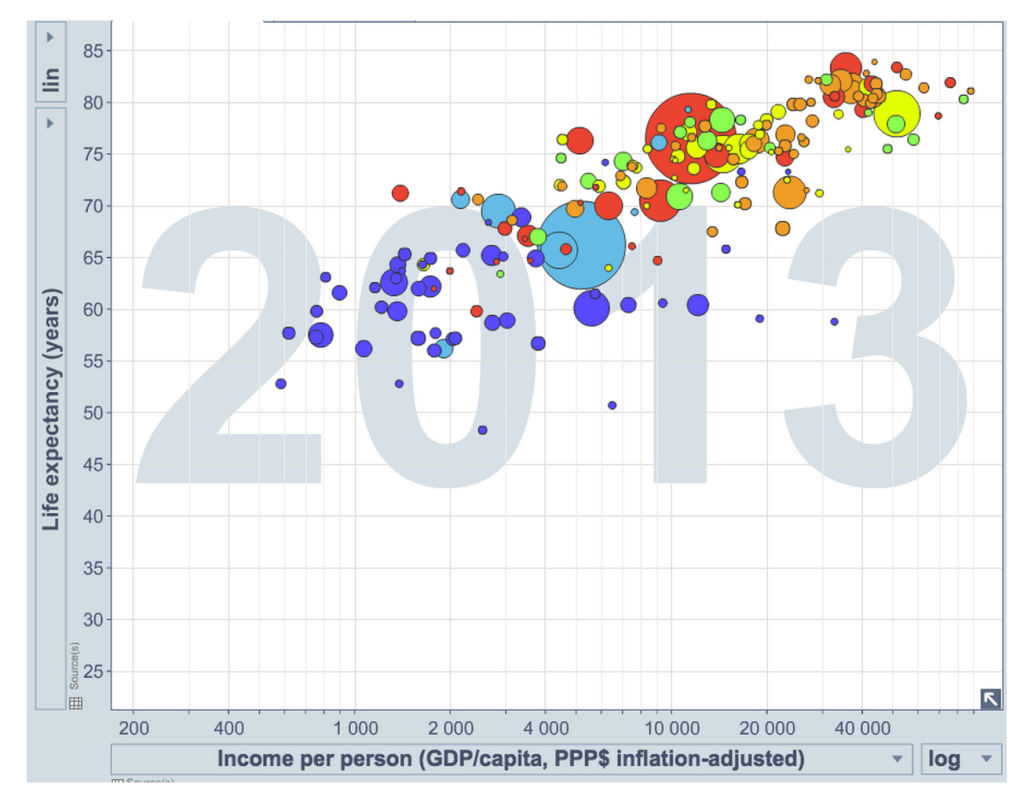 lin
Life expectancy (years)
Source(s)
2013
85
80
75
70
65
60
55
50
45
40
35
30
25
200 400 1 000 2 000 4 000 10 000 20 000 40 000
Income per person (GDP/capita, PPP$ inflation-adjusted) log
Source(s)